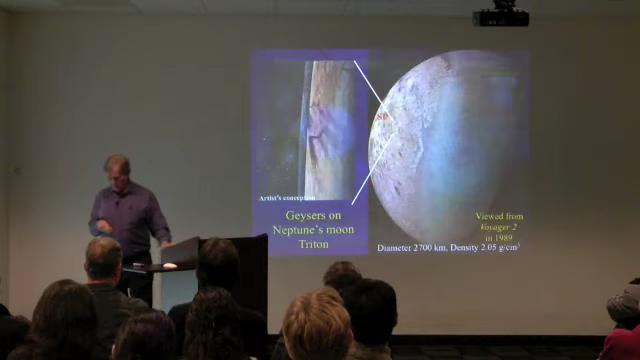 Artist's conception
Geysers on
Neptune's moon
Triton
Viewed from
Voyager 2
in 1989
Diameter 2700 km, Density 2.05 g/cm³